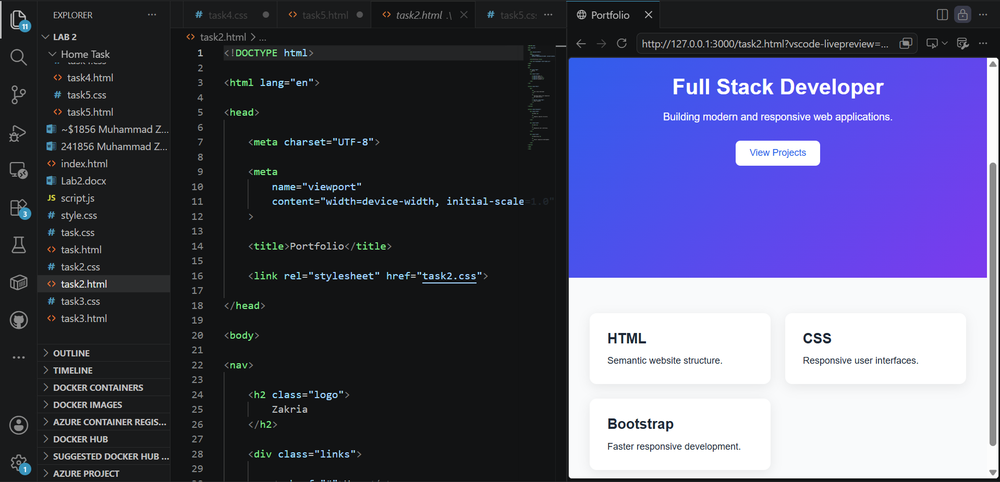 EXPLORER
LAB 2
Home Task
task4.html
task5.css
task5.html
~$1856 Muhammad Z...
241856 Muhammad Z...
index.html
Lab2.docx
script.js
style.css
task.css
task.html
task2.css
task2.html
task3.css
task3.html
OUTLINE
TIMELINE
DOCKER CONTAINERS
DOCKER IMAGES
AZURE CONTAINER REGIS...
DOCKER HUB
SUGGESTED DOCKER HUB ...
AZURE PROJECT
11
3
1
task4.css
task5.html
task2.html .\
task5.css
task2.html > ...
1 <!DOCTYPE html>
2
3 <html lang="en">
4
5 <head>
6
7 <meta charset="UTF-8">
8
9 <meta
10 name="viewport"
11 content="width=device-width, initial-scale=1.0"
12 >
13
14 <title>Portfolio</title>
15
16 <link rel="stylesheet" href="task2.css">
17
18 </head>
19
20 <body>
21
22 <nav>
23
24 <h2 class="logo">
25 Zakria
26 </h2>
27
28 <div class="links">
29
Portfolio
http://127.0.0.1:3000/task2.html?vscode-livepreview=...
Full Stack Developer
Building modern and responsive web applications.
View Projects
HTML
Semantic website structure.
CSS
Responsive user interfaces.
Bootstrap
Faster responsive development.